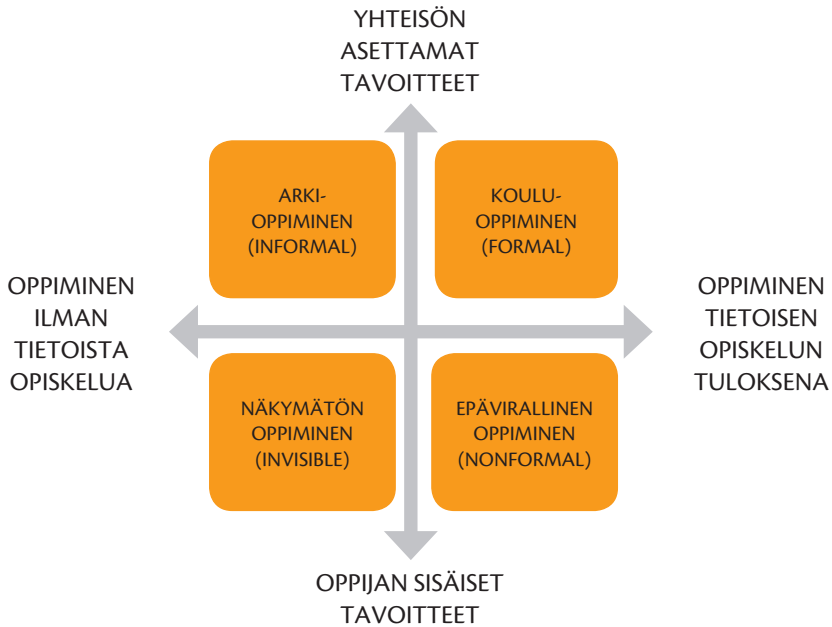 YHTEISÖN
ASETTAMAT
TAVOITTEET
ARKI-
OPPIMINEN
(INFORMAL)
KOULU-
OPPIMINEN
(FORMAL)
OPPIMINEN
ILMAN
TIETOISTA
OPISKELUA
OPPIMINEN
TIETOISEN
OPISKELUN
TULOKSENA
NÄKYMÄTÖN
OPPIMINEN
(INVISIBLE)
EPÄVIRALLINEN
OPPIMINEN
(NONFORMAL)
OPPIJAN SISÄISET
TAVOITTEET